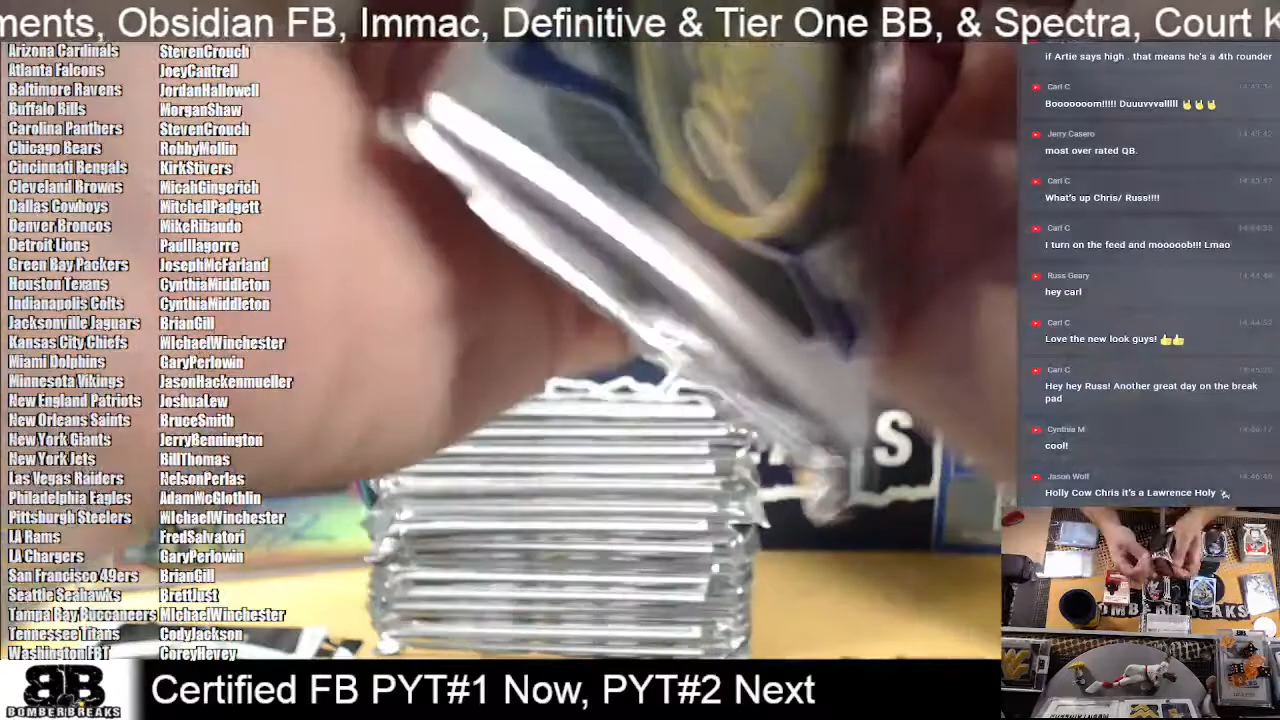 ments, Obsidian FB, Immac, Definitive & Tier One BB, & Spectra, Court K
Arizona Cardinals StevenCrouch
Atlanta Falcons JoeyCantrell
Baltimore Ravens JordanHallowell
Buffalo Bills MorganShaw
Carolina Panthers StevenCrouch
Chicago Bears RobbyMollin
Cincinnati Bengals KirkStivers
Cleveland Browns MicahGingerich
Dallas Cowboys MitchellPadgett
Denver Broncos MikeRibaudo
Detroit Lions PaulIagorre
Green Bay Packers JosephMcFarland
Houston Texans CynthiaMiddleton
Indianapolis Colts CynthiaMiddleton
Jacksonville Jaguars BrianGill
Kansas City Chiefs MIchaelWinchester
Miami Dolphins GaryPerlowin
Minnesota Vikings JasonHackenmueller
New England Patriots JoshuaLew
New Orleans Saints BruceSmith
New York Giants JerryBennington
New York Jets BillThomas
Las Vegas Raiders NelsonPerlas
Philadelphia Eagles AdamMcGlothlin
Pittsburgh Steelers MIchaelWinchester
LA Rams FredSalvatori
LA Chargers GaryPerlowin
San Francisco 49ers BrianGill
Seattle Seahawks BrettJust
Tampa Bay Buccaneers MIchaelWinchester
Tennessee Titans CodyJackson
Washington FBT CoreyHevey
if Artie says high . that means he's a 4th rounder
Carl C
Booooooom!!!!! Duuuvvvalllll 🤘🤘🤘
Jerry Casero
most over rated QB.
Carl C
What's up Chris/ Russ!!!!
Carl C
I turn on the feed and mooooob!!! Lmao
Russ Geary
hey carl
Carl C
Love the new look guys! 👍👍
Carl C
Hey hey Russ! Another great day on the break
pad
Cynthia M
cool!
Jason Wolf
Holly Cow Chris it's a Lawrence Holy
S
BOMBERBREAKS
BB
BOMBERBREAKS
Certified FB PYT#1 Now, PYT#2 Next